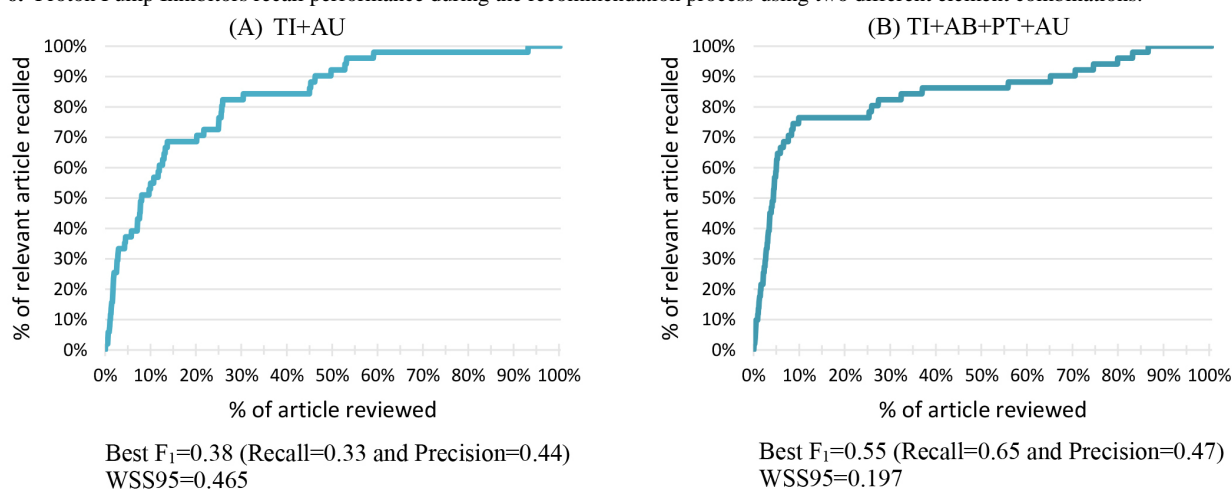 Proton Pump Inhibitors recall performance during the recommendation process using two different element combinations.
(A) TI+AU
100%
90%
80%
70%
60%
50%
40%
30%
20%
10%
0%
% of relevant article recalled
0% 10% 20% 30% 40% 50% 60% 70% 80% 90% 100%
% of article reviewed
Best F₁=0.38 (Recall=0.33 and Precision=0.44)
WSS95=0.465
(B) TI+AB+PT+AU
100%
90%
80%
70%
60%
50%
40%
30%
20%
10%
0%
% of relevant article recalled
0% 10% 20% 30% 40% 50% 60% 70% 80% 90% 100%
% of article reviewed
Best F₁=0.55 (Recall=0.65 and Precision=0.47)
WSS95=0.197